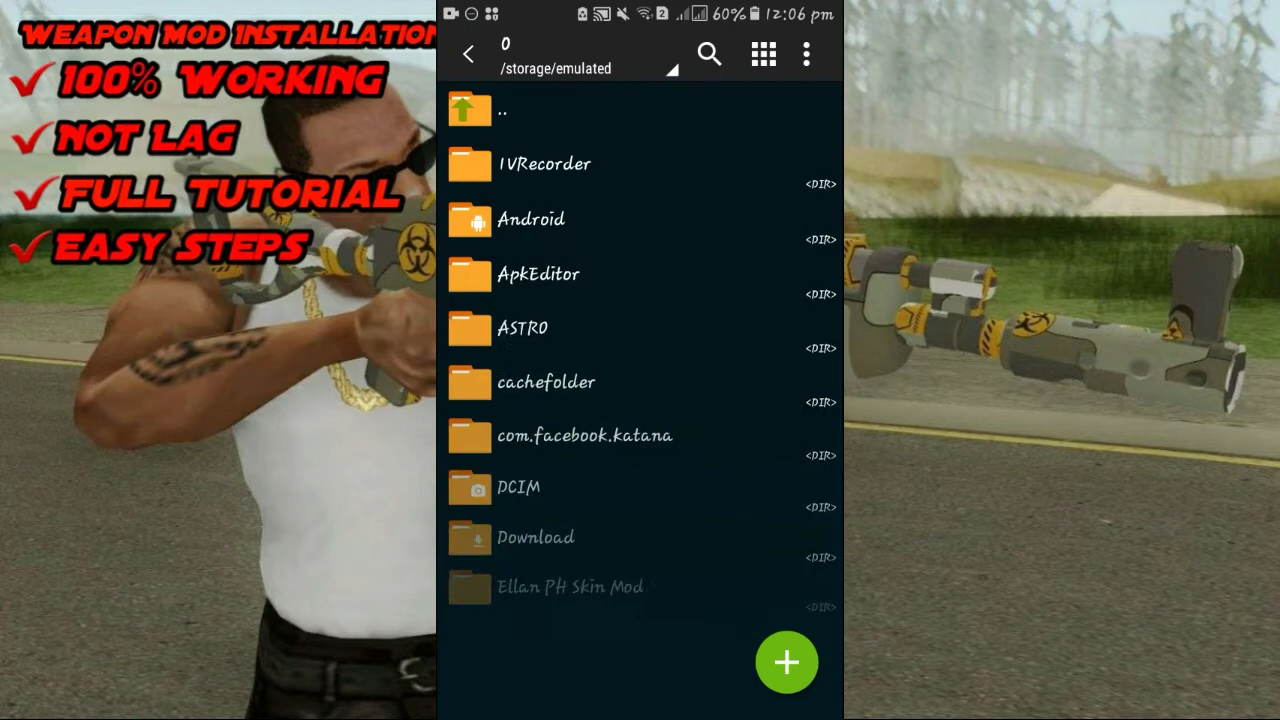 WEAPON MOD INSTALLATION
100% WORKING
NOT LAG
FULL TUTORIAL
EASY STEPS
2
60%
12:06 pm
0
/storage/emulated
..
1VRecorder
<DIR>
Android
<DIR>
ApkEditor
<DIR>
ASTRO
<DIR>
cachefolder
<DIR>
com.facebook.katana
<DIR>
DCIM
<DIR>
Download
<DIR>
Ellan PH Skin Mod
<DIR>